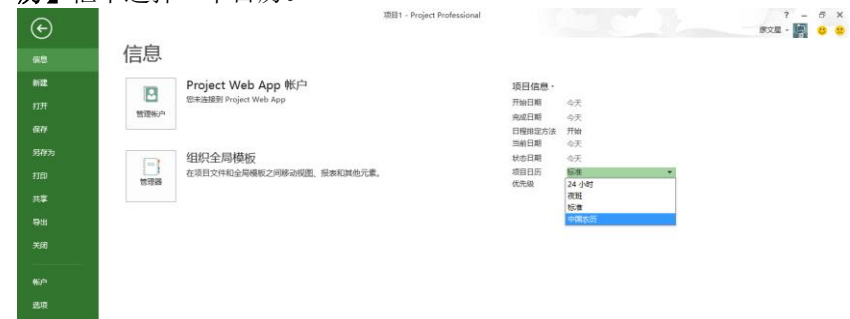 项目1 - Project Professional
廖文星
信息
信息
新建
打开
保存
另存为
打印
共享
导出
关闭
帐户
选项
管理帐户
Project Web App 帐户
您未连接到 Project Web App
管理器
组织全局模板
在项目文件和全局模板之间移动视图、报表和其他元素。
项目信息
开始日期 今天
完成日期 今天
日程排定方法 开始
当前日期 今天
状态日期 今天
项目日历 标准
优先级
24 小时
夜班
标准
中国农历